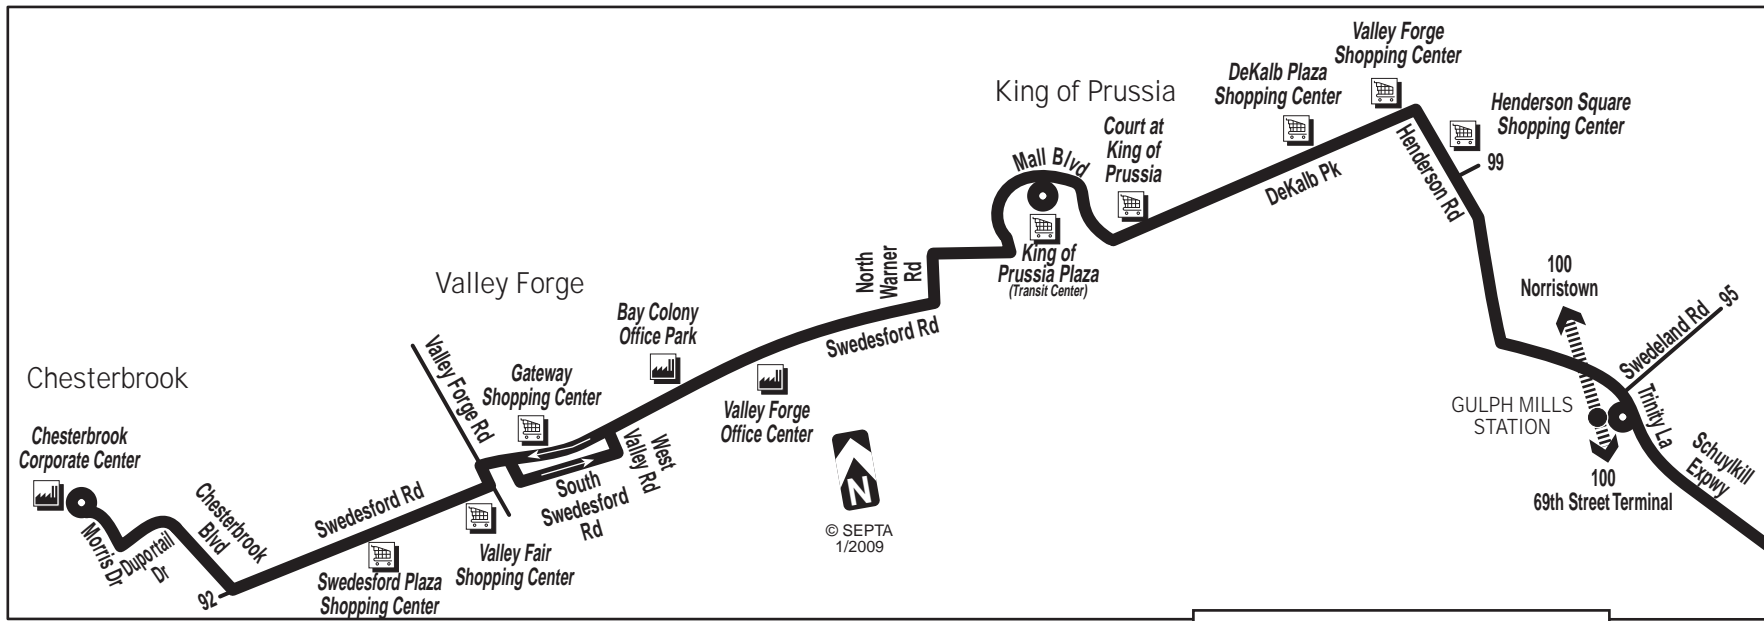 Valley Forge
Shopping Center
DeKalb Plaza
Shopping Center
King of Prussia
Henderson Square
Shopping Center
Court at
King of
Prussia
Mall Blvd
99
DeKalb Pk
Henderson Rd
King of
Prussia Plaza
(Transit Center)
North
Warner
Rd
Valley Forge
100
Norristown
95
Swedeland Rd
Bay Colony
Office Park
Swedesford Rd
Valley Forge Rd
Gateway
Shopping Center
Chesterbrook
Valley Forge
Office Center
GULPH MILLS
STATION
Trinity La
Chesterbrook
Corporate Center
West
Valley Rd
Schuylkill
Expwy
100
69th Street Terminal
N
© SEPTA
1/2009
South
Swedesford
Rd
Swedesford Rd
Chesterbrook
Blvd
Morris Dr
Duportail
Dr
92
Valley Fair
Shopping Center
Swedesford Plaza
Shopping Center